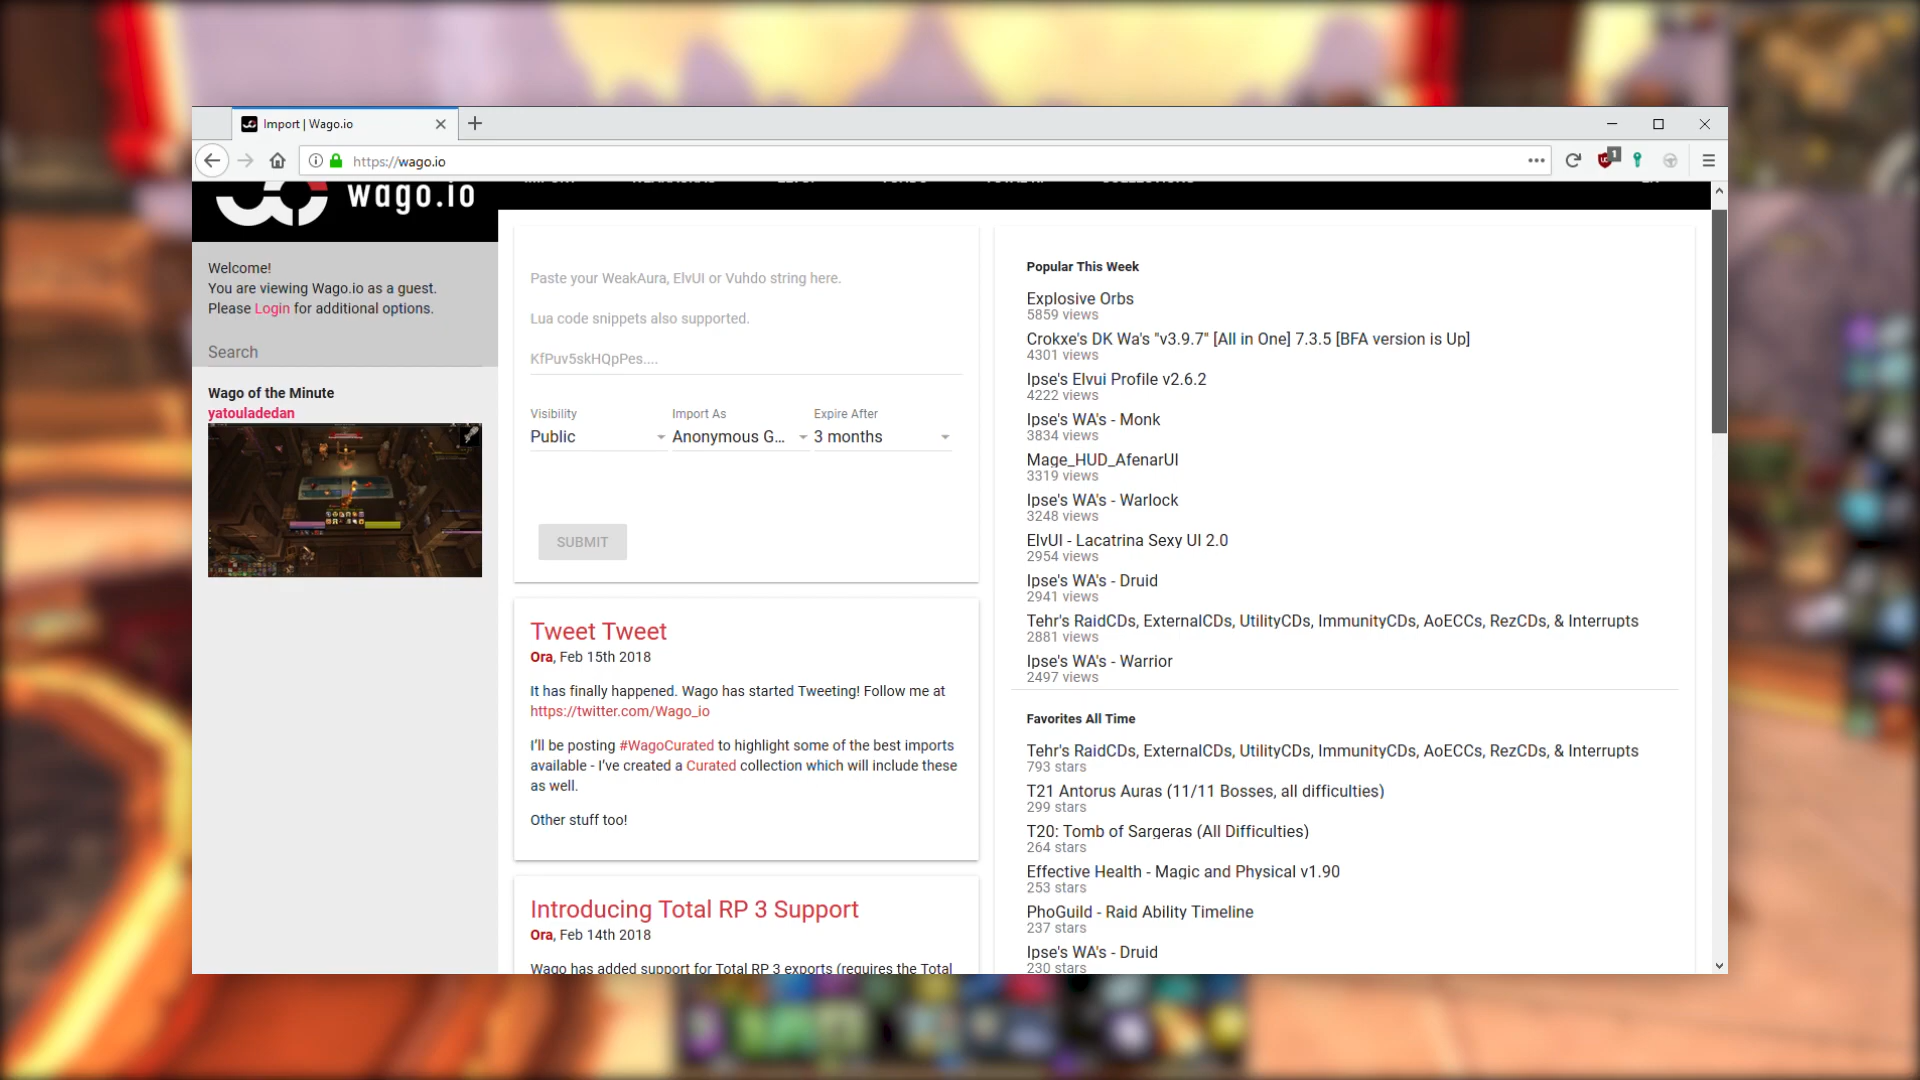 Import | Wago.io
https://wago.io
wago.io
Welcome!
You are viewing Wago.io as a guest.
Please Login for additional options.
Search
Wago of the Minute
yatouladedan
Paste your WeakAura, ElvUI or Vuhdo string here.
Lua code snippets also supported.
KfPuv5skHQpPes....
Visibility
Import As
Expire After
Public
Anonymous G...
3 months
SUBMIT
Tweet Tweet
Ora, Feb 15th 2018
It has finally happened. Wago has started Tweeting! Follow me at
https://twitter.com/Wago_io
I'll be posting #WagoCurated to highlight some of the best imports
available - I've created a Curated collection which will include these
as well.
Other stuff too!
Introducing Total RP 3 Support
Ora, Feb 14th 2018
Wago has added support for Total RP 3 exports (requires the Total
Popular This Week
Explosive Orbs
5859 views
Crokxe's DK Wa's "v3.9.7" [All in One] 7.3.5 [BFA version is Up]
4301 views
Ipse's Elvui Profile v2.6.2
4222 views
Ipse's WA's - Monk
3834 views
Mage_HUD_AfenarUI
3319 views
Ipse's WA's - Warlock
3248 views
ElvUI - Lacatrina Sexy UI 2.0
2954 views
Ipse's WA's - Druid
2941 views
Tehr's RaidCDs, ExternalCDs, UtilityCDs, ImmunityCDs, AoECCs, RezCDs, & Interrupts
2881 views
Ipse's WA's - Warrior
2497 views
Favorites All Time
Tehr's RaidCDs, ExternalCDs, UtilityCDs, ImmunityCDs, AoECCs, RezCDs, & Interrupts
793 stars
T21 Antorus Auras (11/11 Bosses, all difficulties)
299 stars
T20: Tomb of Sargeras (All Difficulties)
264 stars
Effective Health - Magic and Physical v1.90
253 stars
PhoGuild - Raid Ability Timeline
237 stars
Ipse's WA's - Druid
230 stars